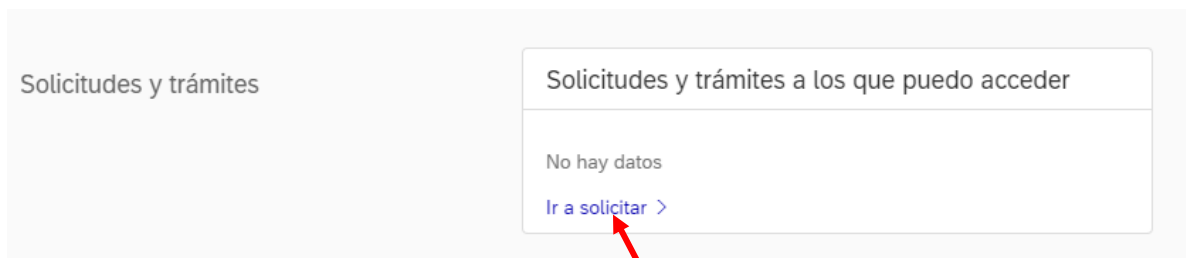 Solicitudes y trámites
Solicitudes y trámites a los que puedo acceder
No hay datos
Ir a solicitar >